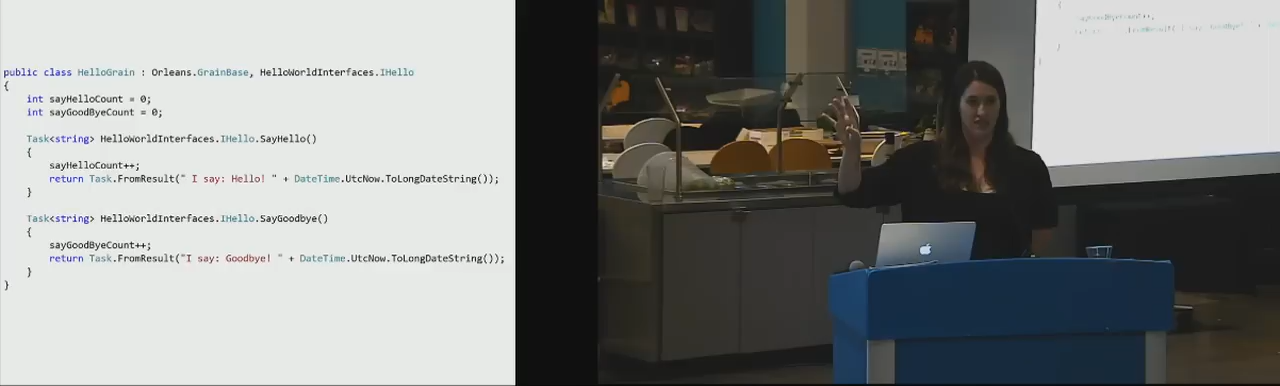 public class HelloGrain : Orleans.GrainBase, HelloWorldInterfaces.IHello
{
int sayHelloCount = 0;
int sayGoodByeCount = 0;
Task<string> HelloWorldInterfaces.IHello.SayHello()
{
sayHelloCount++;
return Task.FromResult(" I say: Hello! " + DateTime.UtcNow.ToLongDateString());
}
Task<string> HelloWorldInterfaces.IHello.SayGoodbye()
{
sayGoodByeCount++;
return Task.FromResult("I say: Goodbye! " + DateTime.UtcNow.ToLongDateString());
}
}